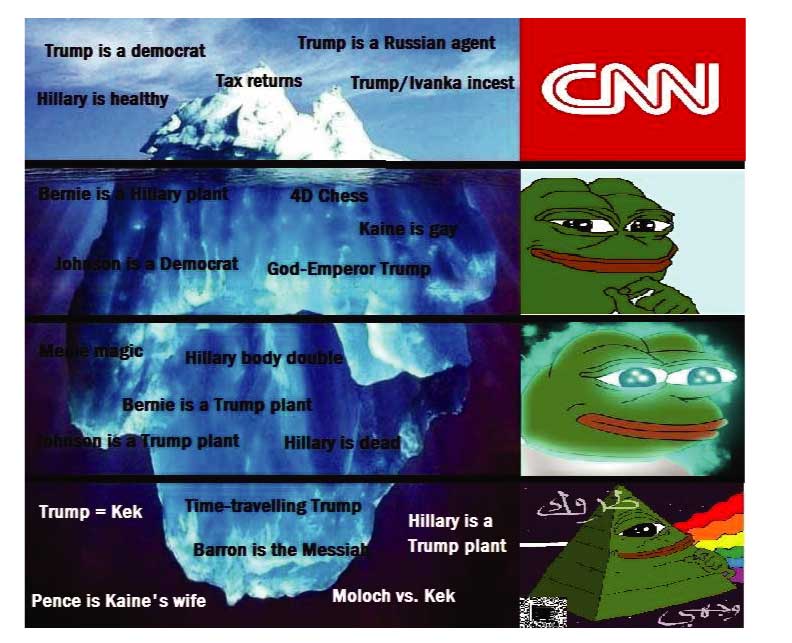 Trump is a democrat
Trump is a Russian agent
Tax returns
Trump/Ivanka incest
Hillary is healthy
CNN
Bernie is a Hillary plant
4D Chess
Kaine is gay
Johnson is a Democrat
God-Emperor Trump
Meme magic
Hillary body double
Bernie is a Trump plant
Johnson is a Trump plant
Hillary is dead
Trump = Kek
Time-travelling Trump
Hillary is a
Trump plant
Barron is the Messiah
Pence is Kaine's wife
Moloch vs. Kek